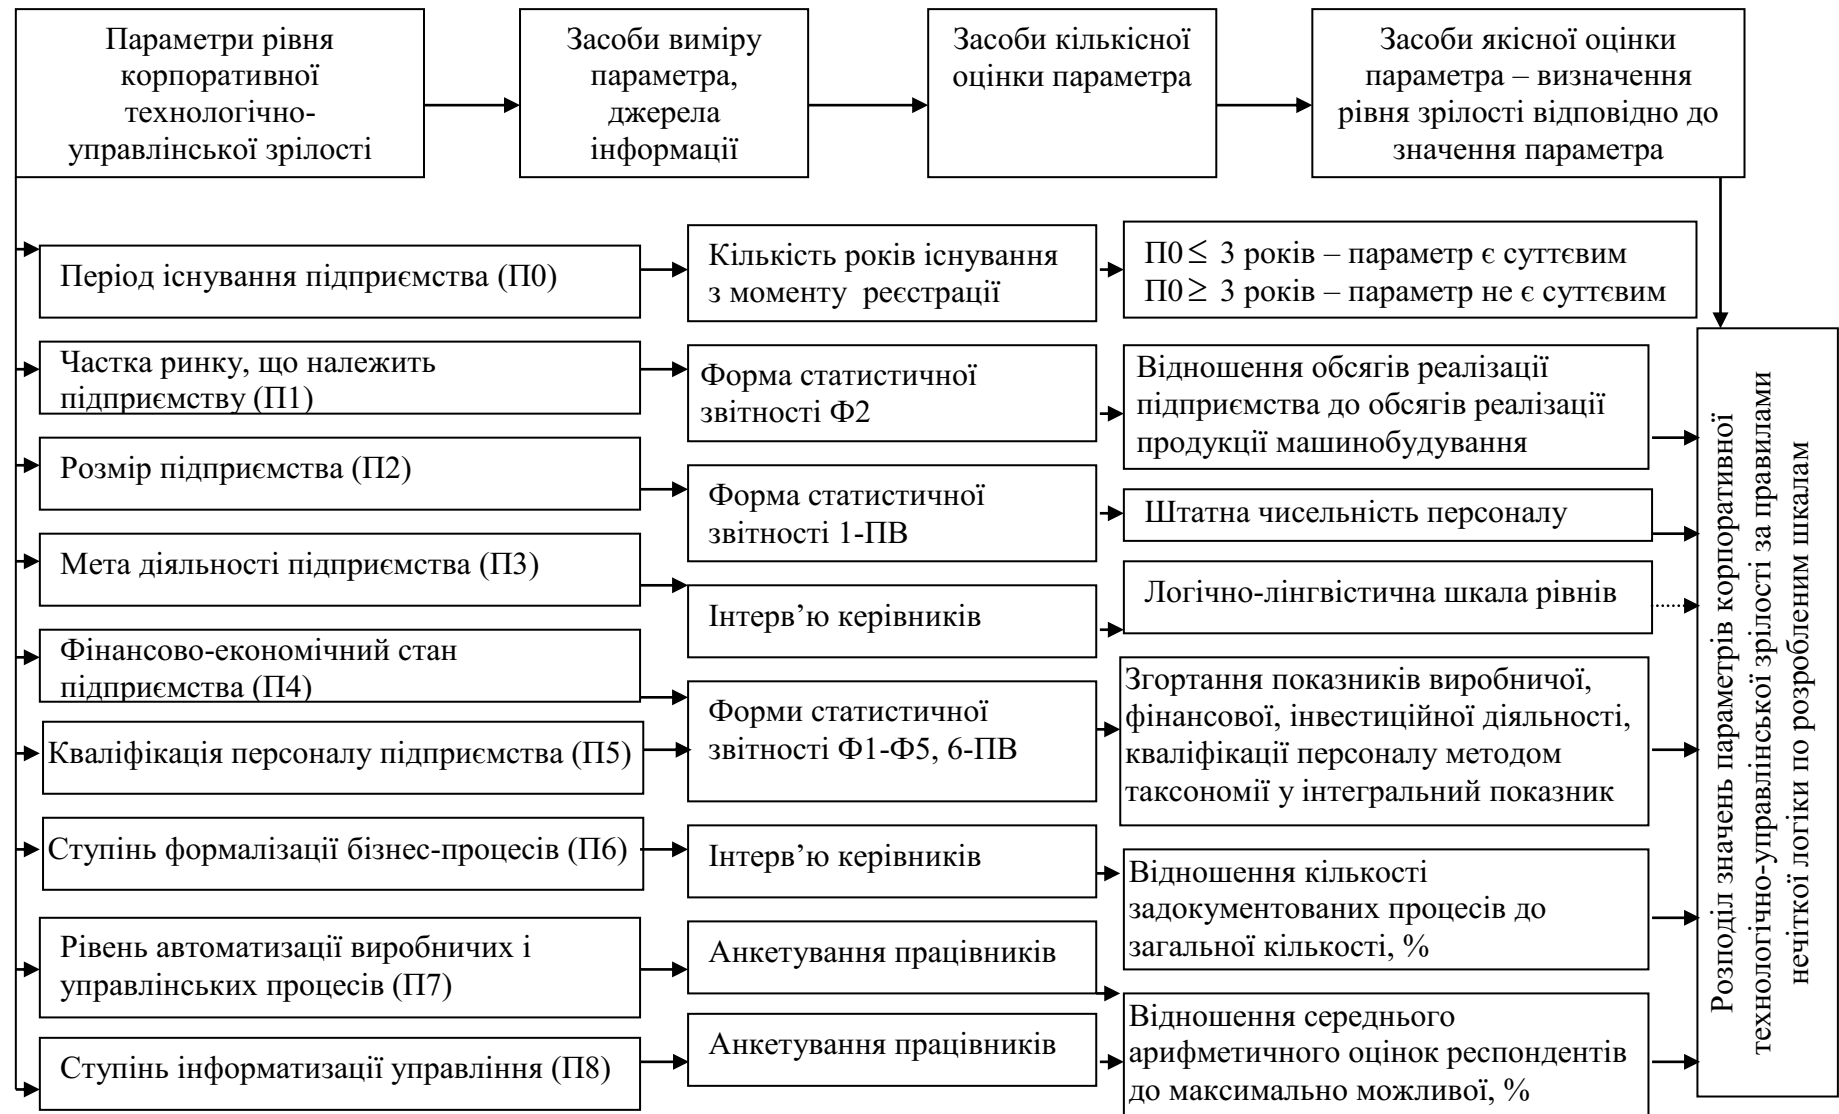 Параметри рівня
корпоративної
технологічно-
управлінської зрілості
Засоби виміру
параметра,
джерела
інформації
Засоби кількісної
оцінки параметра
Засоби якісної оцінки
параметра – визначення
рівня зрілості відповідно до
значення параметра
Період існування підприємства (П0)
Кількість років існування
з моменту реєстрації
П0 ≤ 3 років – параметр є суттєвим
П0 ≥ 3 років – параметр не є суттєвим
Частка ринку, що належить
підприємству (П1)
Форма статистичної
звітності Ф2
Відношення обсягів реалізації
підприємства до обсягів реалізації
продукції машинобудування
Розмір підприємства (П2)
Форма статистичної
звітності 1-ПВ
Штатна чисельність персоналу
Мета діяльності підприємства (П3)
Інтерв’ю керівників
Логічно-лінгвістична шкала рівнів
Фінансово-економічний стан
підприємства (П4)
Форми статистичної
звітності Ф1-Ф5, 6-ПВ
Згортання показників виробничої,
фінансової, інвестиційної діяльності,
кваліфікації персоналу методом
таксономії у інтегральний показник
Кваліфікація персоналу підприємства (П5)
Ступінь формалізації бізнес-процесів (П6)
Інтерв’ю керівників
Відношення кількості
задокументованих процесів до
загальної кількості, %
Рівень автоматизації виробничих і
управлінських процесів (П7)
Анкетування працівників
Відношення середнього
арифметичного оцінок респондентів
до максимально можливої, %
Ступінь інформатизації управління (П8)
Анкетування працівників
Розподіл значень параметрів корпоративної
технологічно-управлінської зрілості за правилами
нечіткої логіки по розробленим шкалам